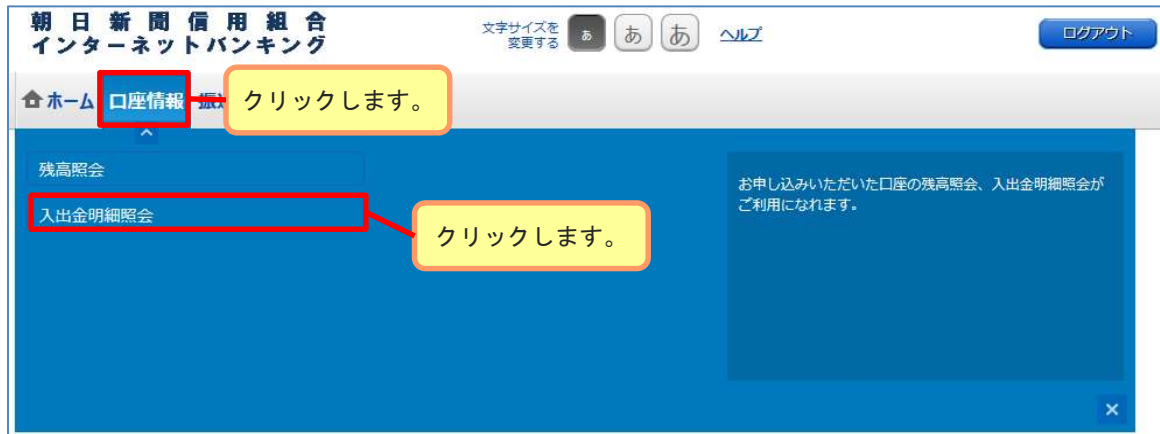 朝日新聞信用組合
インターネットバンキング
文字サイズを
変更する
あ
あ
あ
ヘルプ
ログアウト
ホーム
口座情報
クリックします。
残高照会
入出金明細照会
クリックします。
お申し込みいただいた口座の残高照会、入出金明細照会が
ご利用になれます。